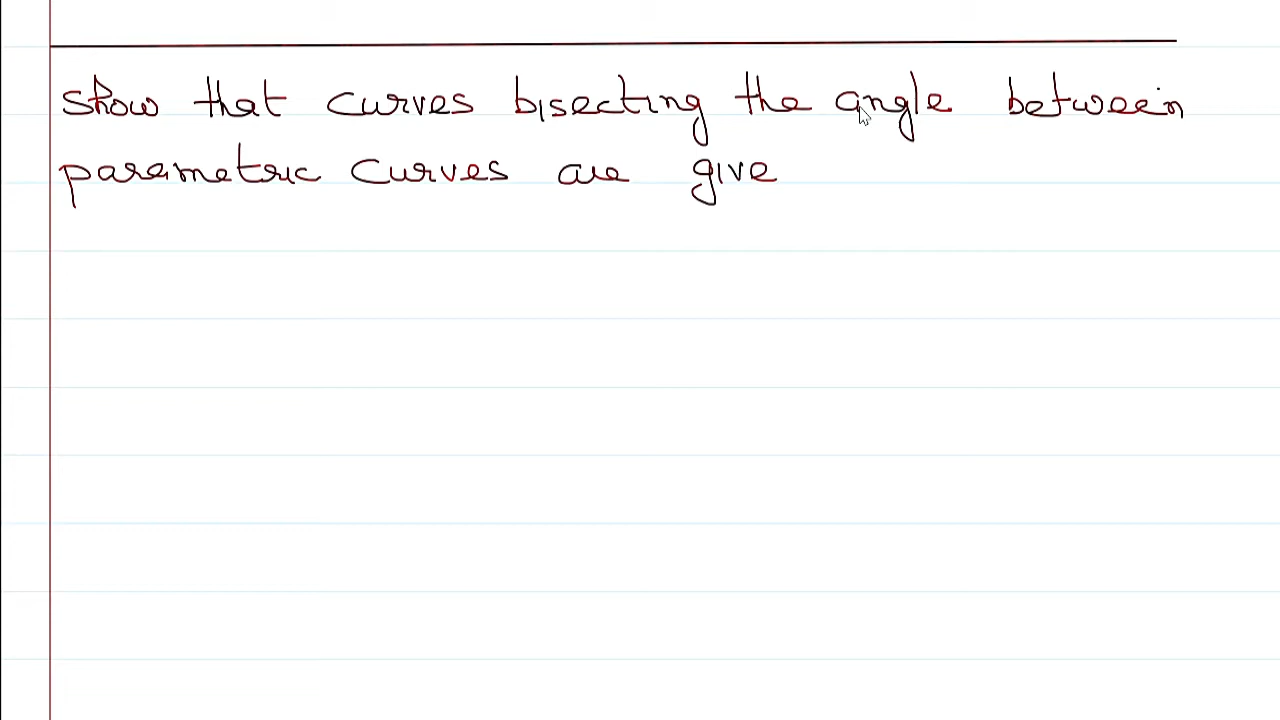 show that curves bisecting the angle between
parametric curves are give